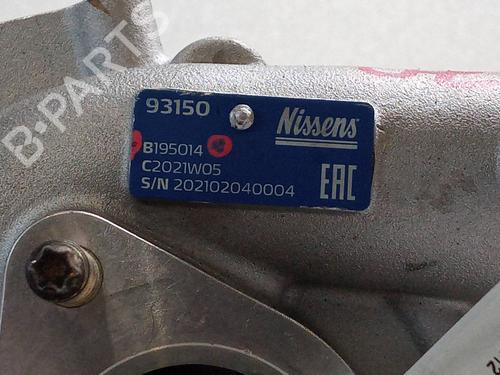 B-PARTS
93150
Nissens
B195014
C2021W05
S/N 202102040004
EAC